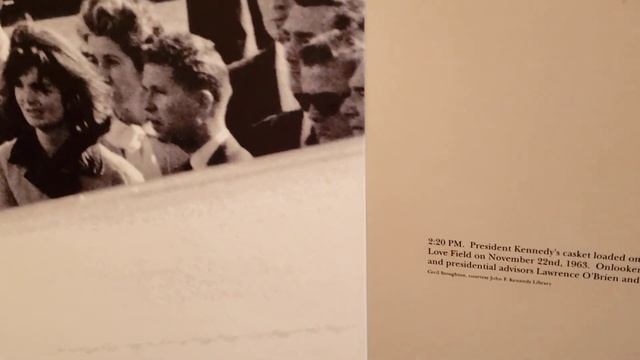 2:20 PM. President Kennedy's casket loaded on
Love Field on November 22nd, 1963. Onlooker
and presidential advisors Lawrence O'Brien and
Cecil Stoughton, courtesy John F. Kennedy Library